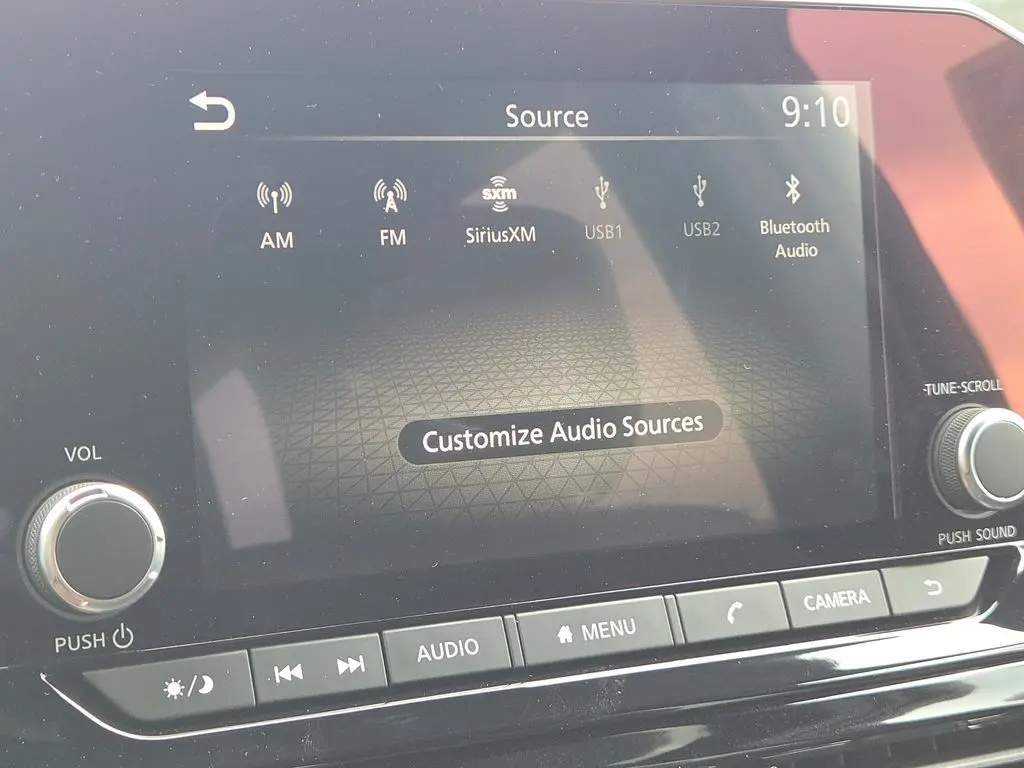 Source
9:10
sxm
AM
FM
SiriusXM
USB1
USB2
Bluetooth
Audio
Customize Audio Sources
TUNE·SCROLL
VOL
PUSH SOUND
PUSH
AUDIO
MENU
CAMERA